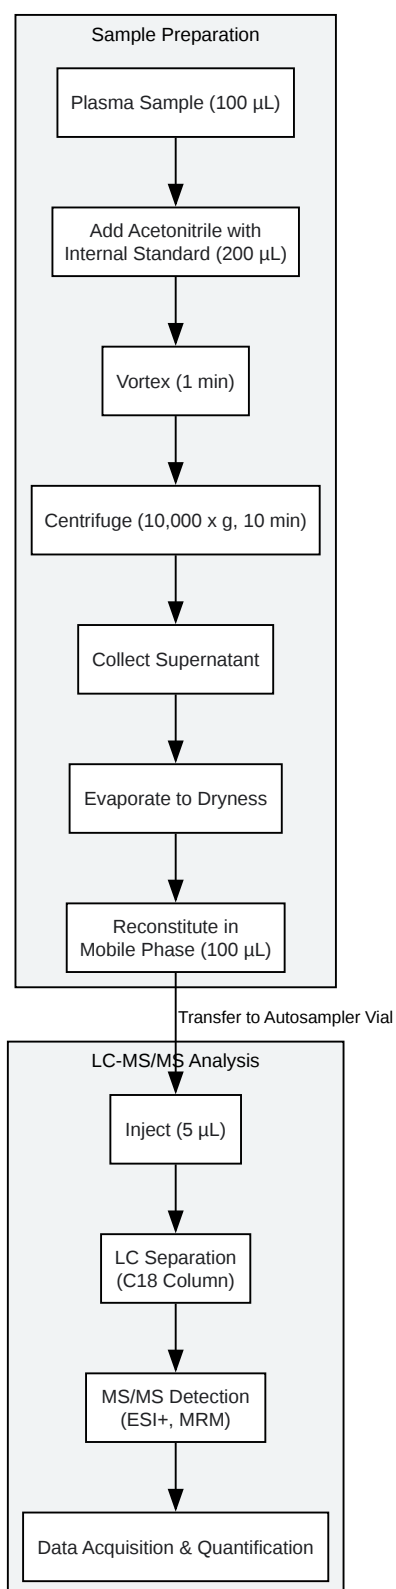 Sample Preparation
Plasma Sample (100 µL)
Add Acetonitrile with
Internal Standard (200 µL)
Vortex (1 min)
Centrifuge (10,000 x g, 10 min)
Collect Supernatant
Evaporate to Dryness
Reconstitute in
Mobile Phase (100 µL)
Transfer to Autosampler Vial
LC-MS/MS Analysis
Inject (5 µL)
LC Separation
(C18 Column)
MS/MS Detection
(ESI+, MRM)
Data Acquisition & Quantification